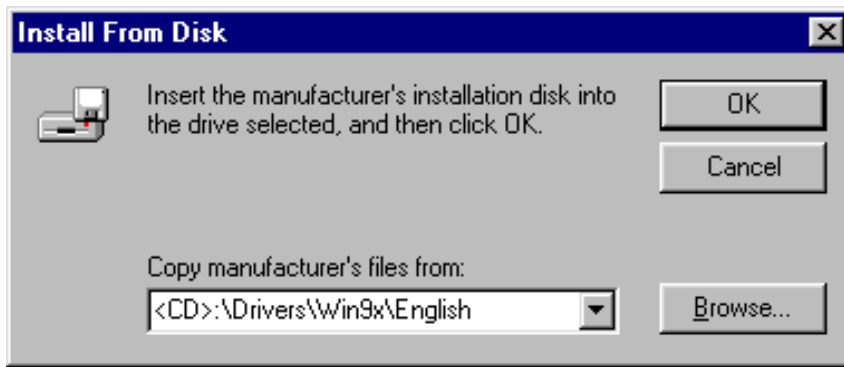 Install From Disk
Insert the manufacturer's installation disk into
the drive selected, and then click OK.
OK
Cancel
Copy manufacturer's files from:
<CD>:\Drivers\Win9x\English
Browse...